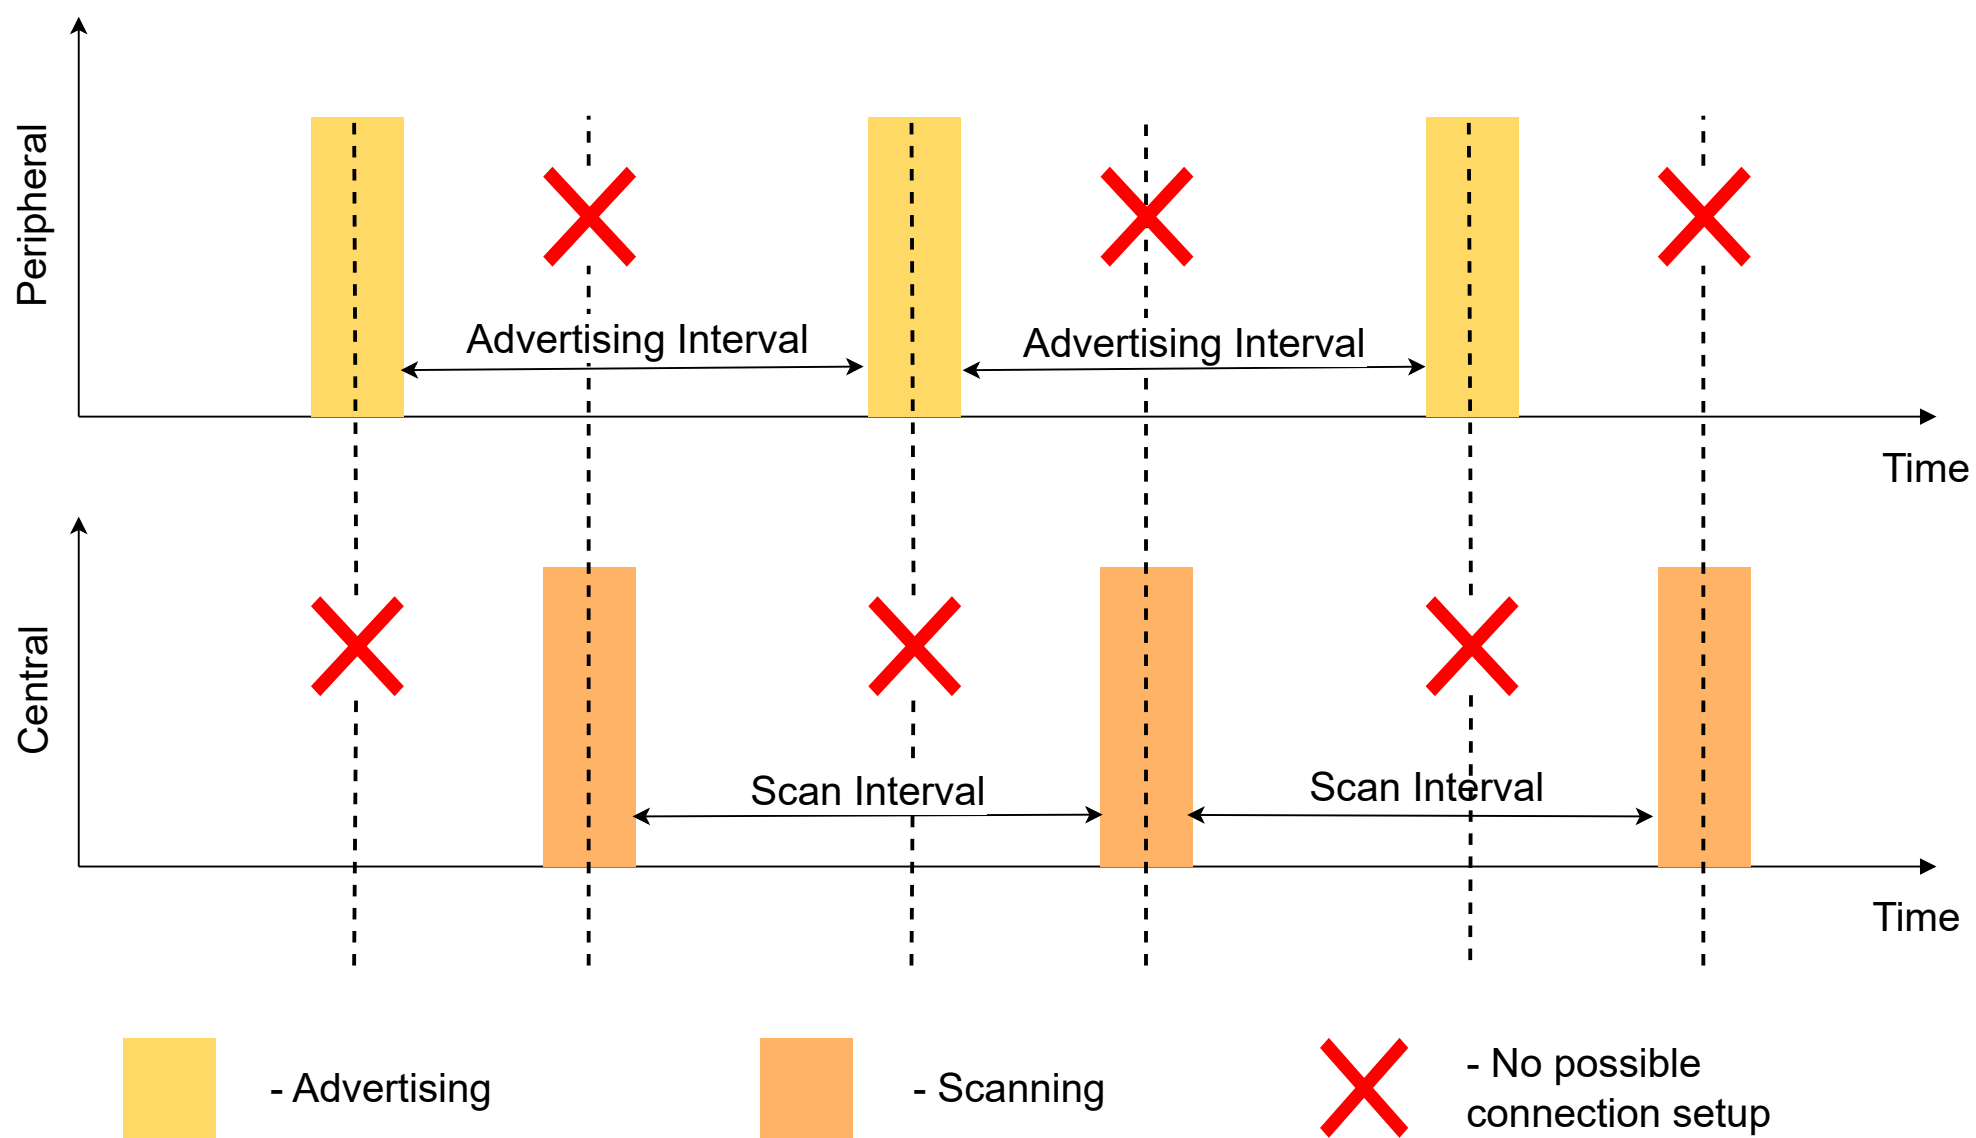 Peripheral
Advertising Interval
Advertising Interval
Time
Central
Scan Interval
Scan Interval
Time
- Advertising
- Scanning
- No possible
connection setup